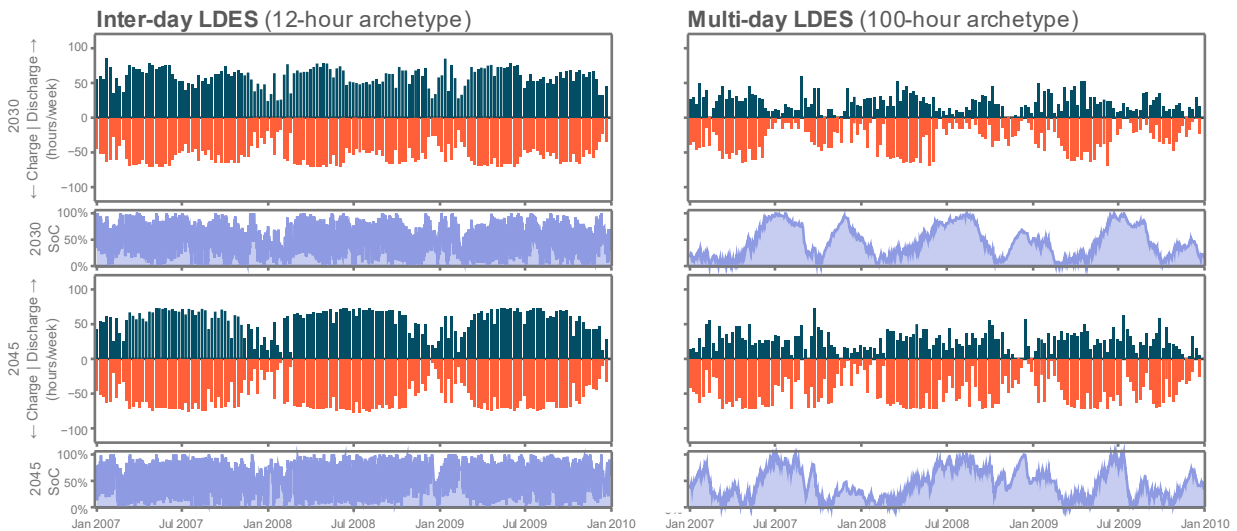 Inter-day LDES (12-hour archetype)
Multi-day LDES (100-hour archetype)
2030
← Charge | Discharge →
(hours/week)
100
50
0
−50
−100
2030
SoC
100%
50%
0%
2045
← Charge | Discharge →
(hours/week)
100
50
0
−50
−100
2045
SoC
100%
50%
0%
Jan 2007
Jul 2007
Jan 2008
Jul 2008
Jan 2009
Jul 2009
Jan 2010
Jan 2007
Jul 2007
Jan 2008
Jul 2008
Jan 2009
Jul 2009
Jan 2010